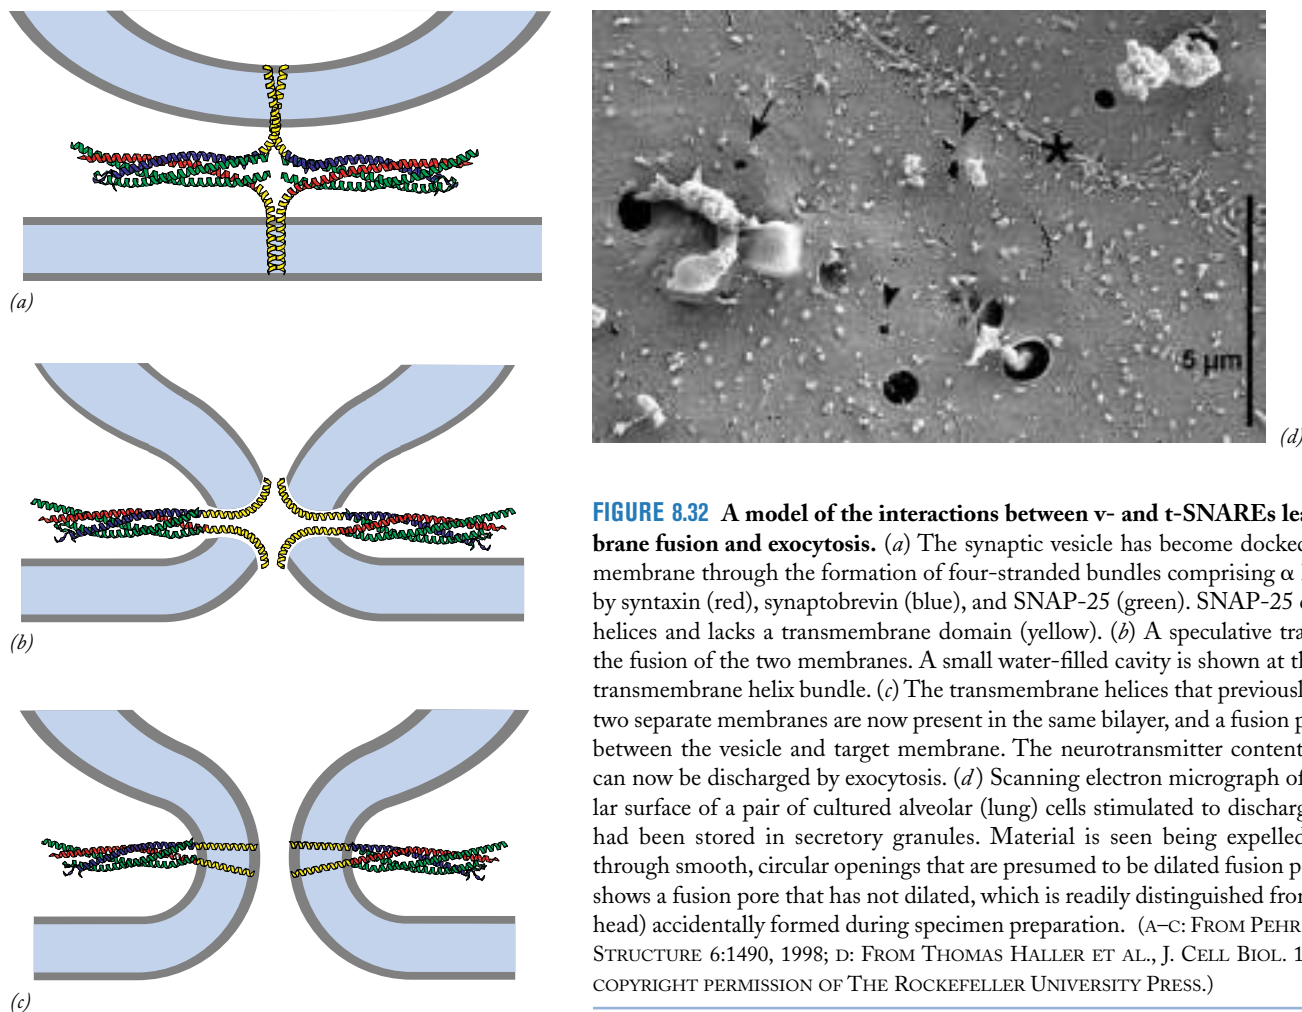 (a)
(b)
(c)
5 μm
(d)
FIGURE 8.32 A model of the interactions between v- and t-SNAREs
brane fusion and exocytosis. (a) The synaptic vesicle has become docked
membrane through the formation of four-stranded bundles comprising α
by syntaxin (red), synaptobrevin (blue), and SNAP-25 (green). SNAP-25
helices and lacks a transmembrane domain (yellow). (b) A speculative
the fusion of the two membranes. A small water-filled cavity is shown at
transmembrane helix bundle. (c) The transmembrane helices that previously
two separate membranes are now present in the same bilayer, and a fusion
between the vesicle and target membrane. The neurotransmitter content
can now be discharged by exocytosis. (d) Scanning electron micrograph of
lar surface of a pair of cultured alveolar (lung) cells stimulated to discharg
had been stored in secretory granules. Material is seen being expelled
through smooth, circular openings that are presumed to be dilated fusion
shows a fusion pore that has not dilated, which is readily distinguished from
head) accidentally formed during specimen preparation. (A–C: FROM PEHR
STRUCTURE 6:1490, 1998; D: FROM THOMAS HALLER ET AL., J. CELL BIOL. 1
COPYRIGHT PERMISSION OF THE ROCKEFELLER UNIVERSITY PRESS.)